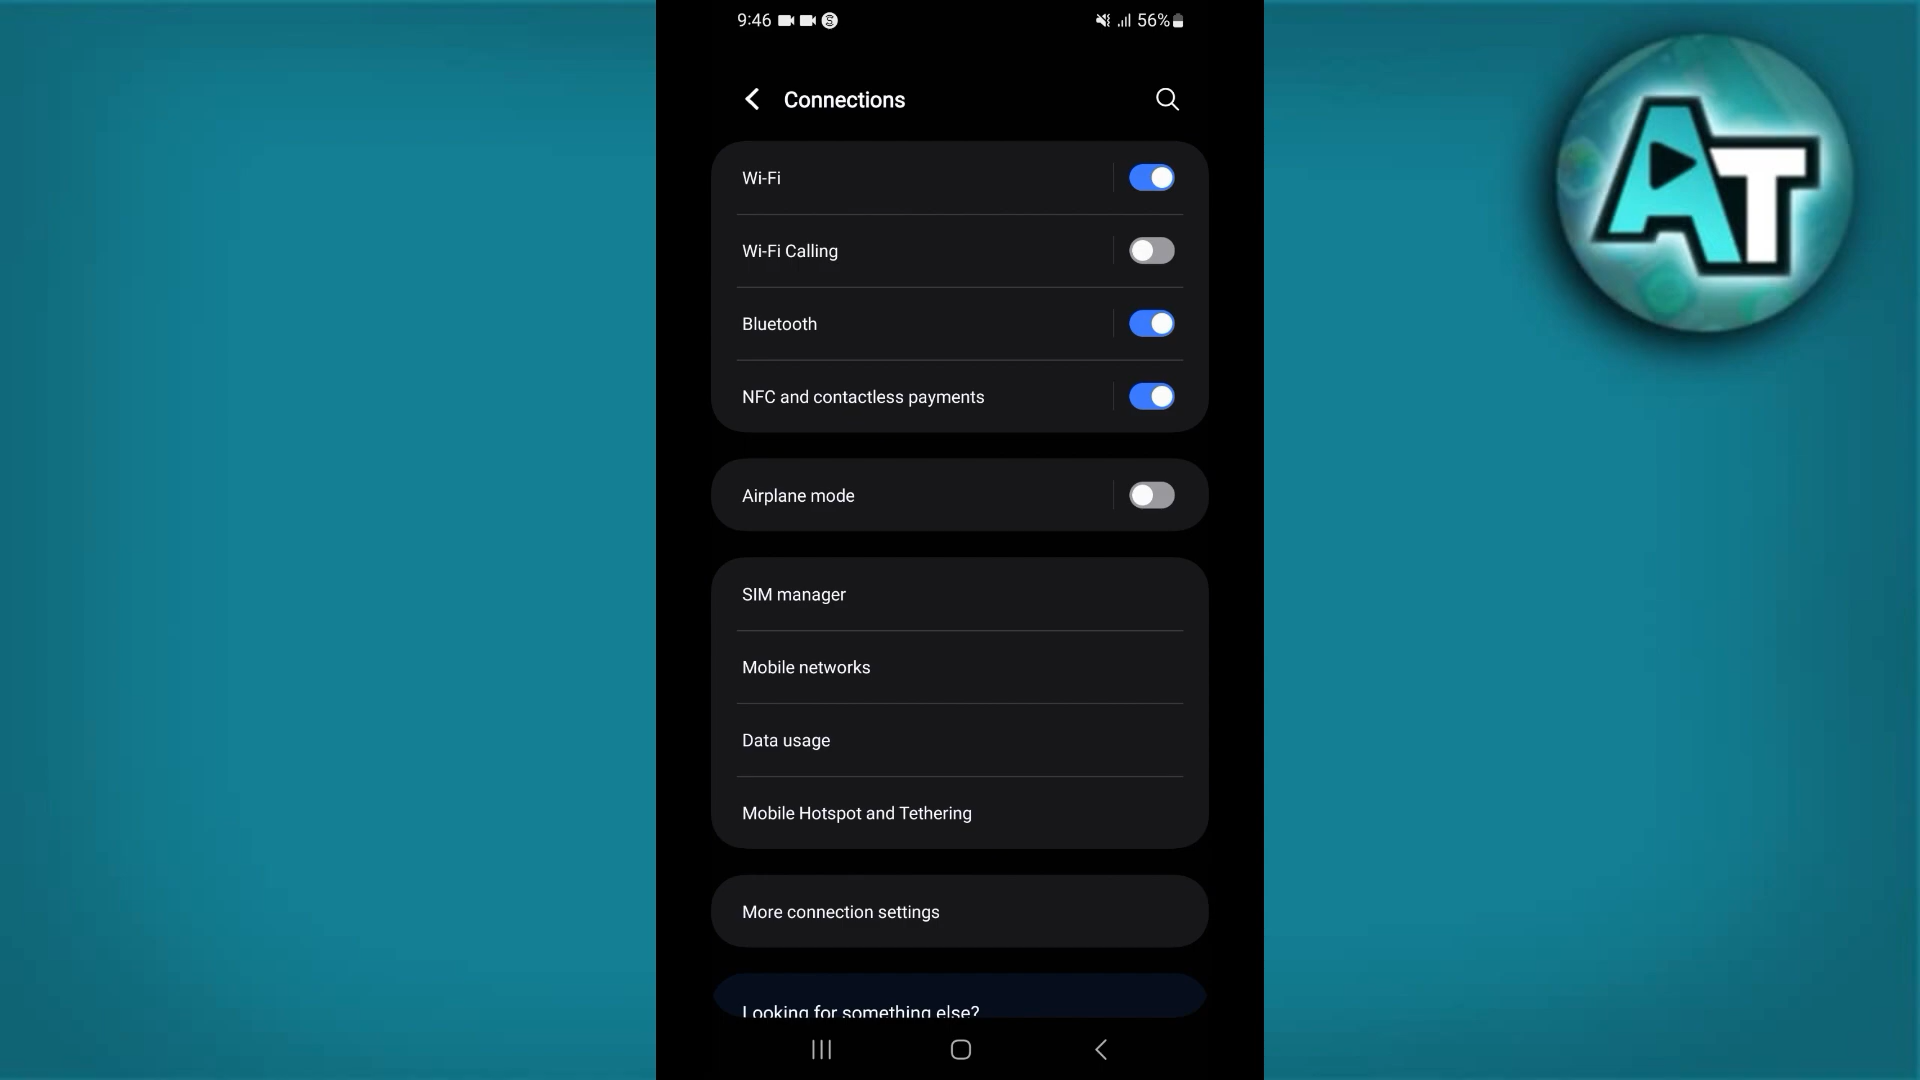 9:46
56%
Connections
Wi-Fi
Wi-Fi Calling
Bluetooth
NFC and contactless payments
Airplane mode
SIM manager
Mobile networks
Data usage
Mobile Hotspot and Tethering
More connection settings
Looking for something else?
AT